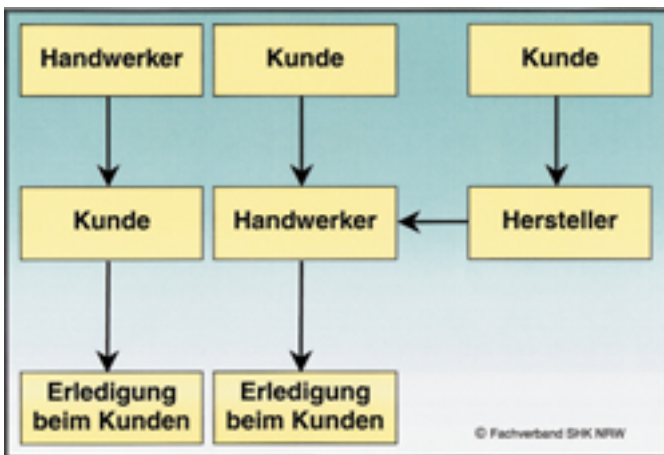 Handwerker
Kunde
Kunde
Kunde
Handwerker
Hersteller
Erledigung
beim Kunden
Erledigung
beim Kunden
© Fachverband SHK NRW